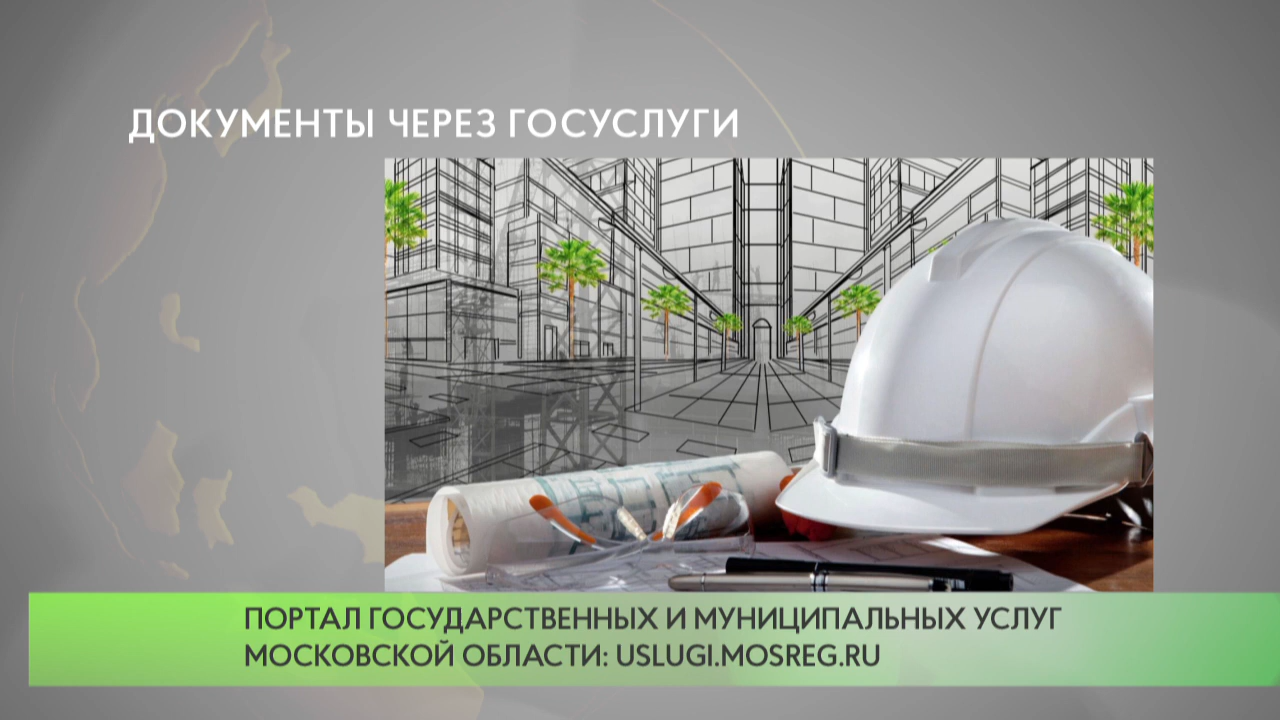 ДОКУМЕНТЫ ЧЕРЕЗ ГОСУСЛУГИ
ПОРТАЛ ГОСУДАРСТВЕННЫХ И МУНИЦИПАЛЬНЫХ УСЛУГ
МОСКОВСКОЙ ОБЛАСТИ: USLUGI.MOSREG.RU